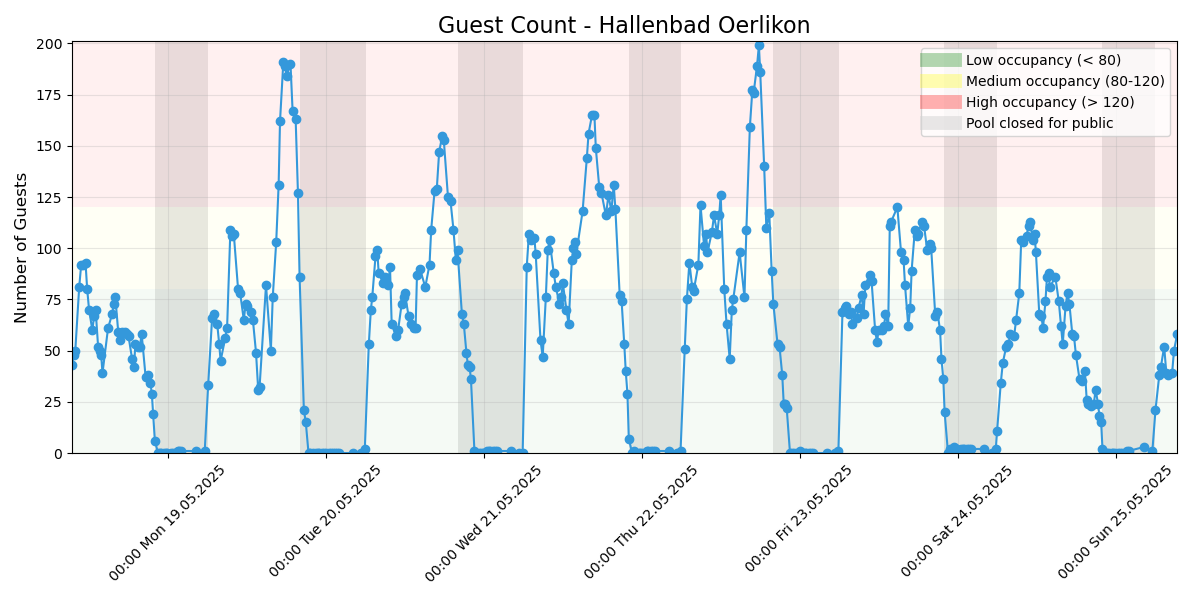 Guest Count - Hallenbad Oerlikon
Number of Guests
200
175
150
125
100
75
50
25
0
Low occupancy (< 80)
Medium occupancy (80-120)
High occupancy (> 120)
Pool closed for public
00:00 Mon 19.05.2025
00:00 Tue 20.05.2025
00:00 Wed 21.05.2025
00:00 Thu 22.05.2025
00:00 Fri 23.05.2025
00:00 Sat 24.05.2025
00:00 Sun 25.05.2025